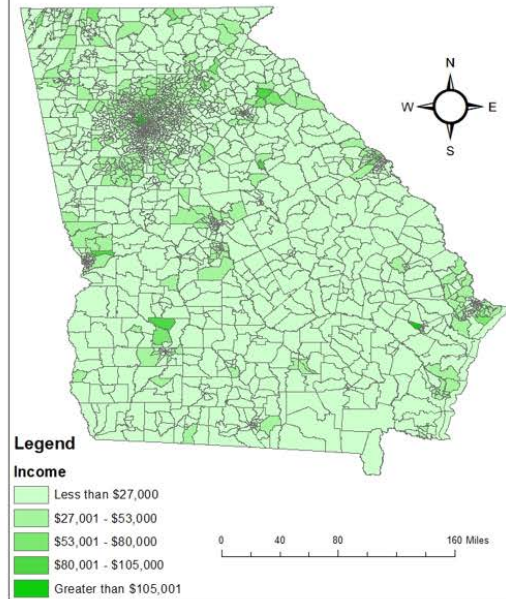 N
W E
S
Legend
Income
Less than $27,000
$27,001 - $53,000
$53,001 - $80,000
$80,001 - $105,000
Greater than $105,001
0 40 80 160 Miles